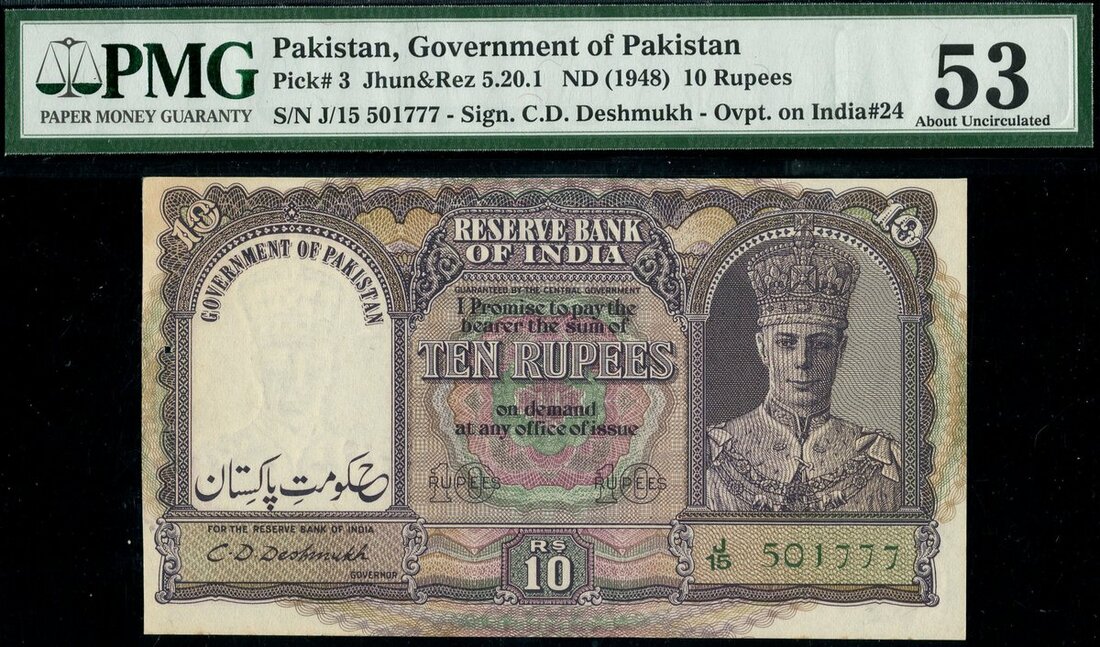 PMG
PAPER MONEY GUARANTY
Pakistan, Government of Pakistan
Pick# 3 Jhun&Rez 5.20.1 ND (1948) 10 Rupees
S/N J/15 501777 - Sign. C.D. Deshmukh - Ovpt. on India#24
53
About Uncirculated
10
10
GOVERNMENT OF PAKISTAN
RESERVE BANK
OF INDIA
GUARANTEED BY THE CENTRAL GOVERNMENT
I Promise to pay the
bearer the sum of
TEN RUPEES
on demand
at any office of issue
حکومتِ پاکستان
10 RUPEES
10 RUPEES
FOR THE RESERVE BANK OF INDIA
C D Deshmukh
GOVERNOR
RS
10
J/15 501777